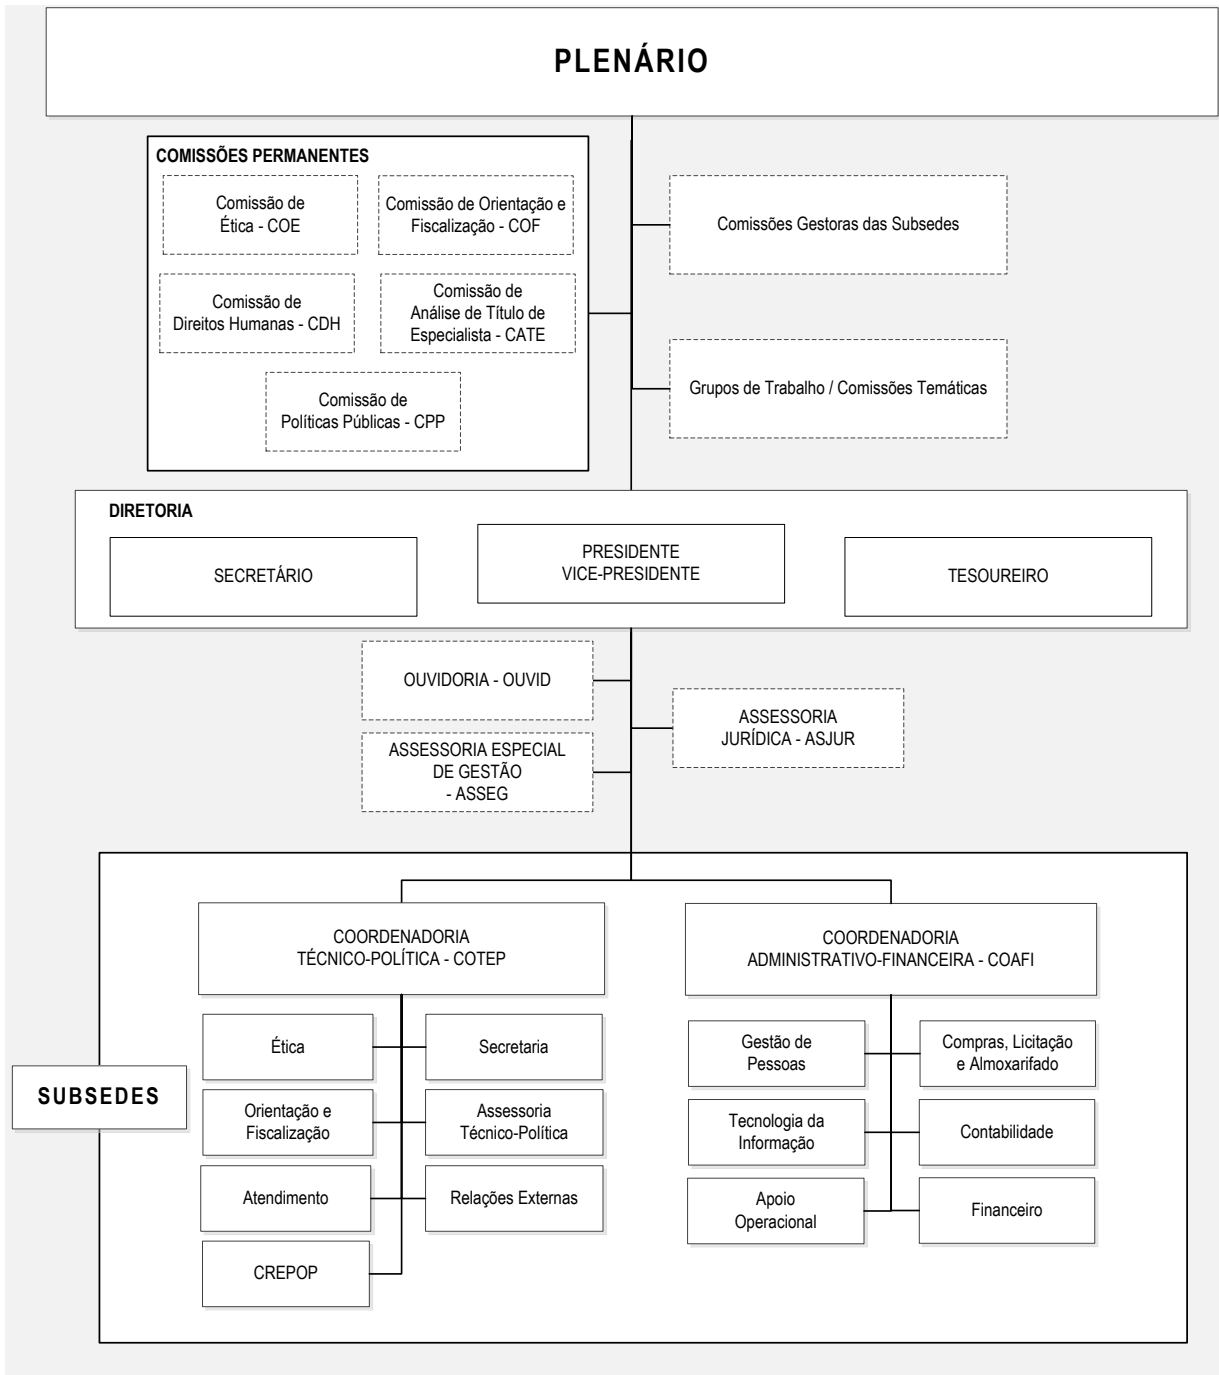 PLENÁRIO
COMISSÕES PERMANENTES
Comissão de
Ética - COE
Comissão de Orientação e
Fiscalização - COF
Comissão de
Direitos Humanas - CDH
Comissão de
Análise de Título de
Especialista - CATE
Comissão de
Políticas Públicas - CPP
Comissões Gestoras das Subsedes
Grupos de Trabalho / Comissões Temáticas
DIRETORIA
SECRETÁRIO
PRESIDENTE
VICE-PRESIDENTE
TESOUREIRO
OUVIDORIA - OUVID
ASSESSORIA
JURÍDICA - ASJUR
ASSESSORIA ESPECIAL
DE GESTÃO
- ASSEG
SUBSEDES
COORDENADORIA
TÉCNICO-POLÍTICA - COTEP
Ética
Secretaria
Orientação e
Fiscalização
Assessoria
Técnico-Política
Atendimento
Relações Externas
CREPOP
COORDENADORIA
ADMINISTRATIVO-FINANCEIRA - COAFI
Gestão de
Pessoas
Compras, Licitação
e Almoxarifado
Tecnologia da
Informação
Contabilidade
Apoio
Operacional
Financeiro